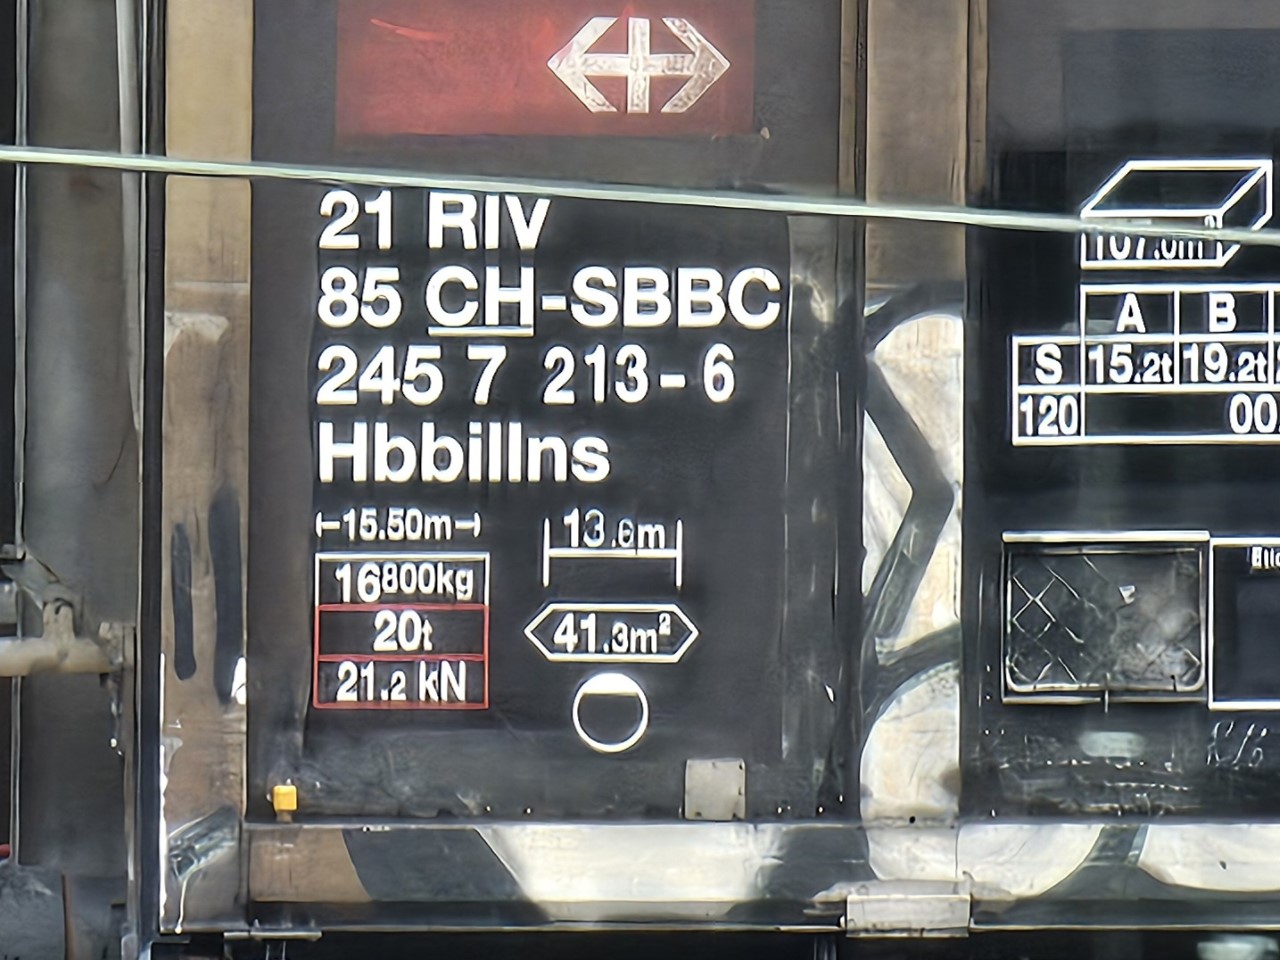 21 RIV
85 CH-SBBC
245 7 213-6
Hbbillns
15.50m
13.6m
16800kg
20t
21.2 kN
41.3m²
107.0m³
A B
S 15.2t 19.2t
120 00